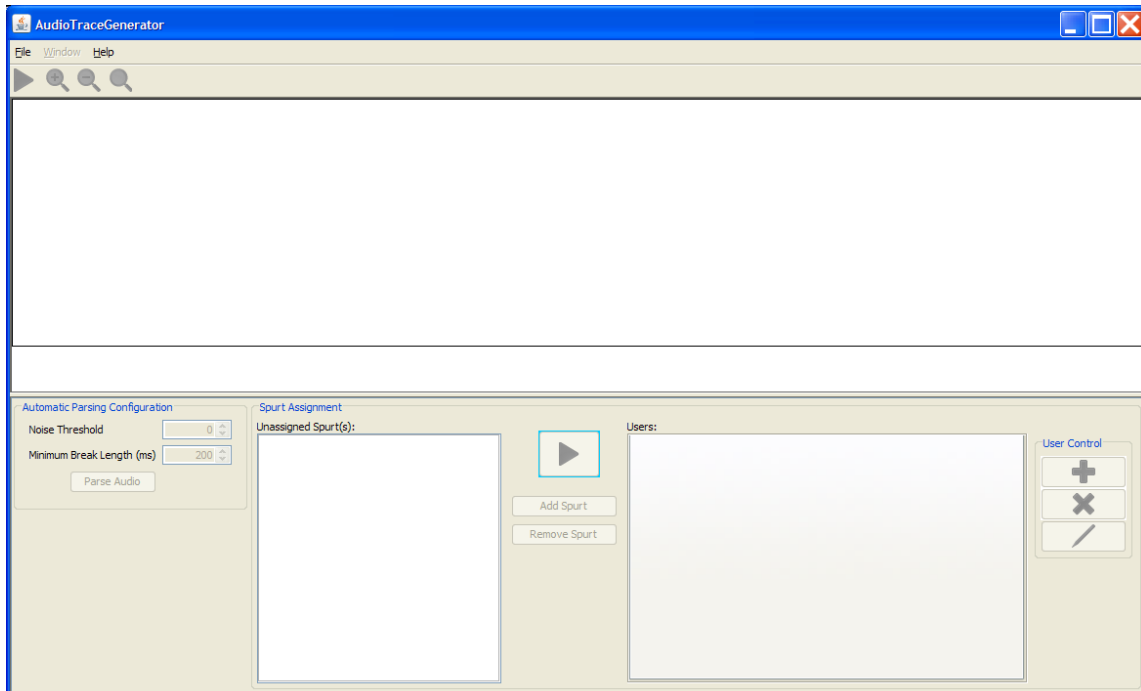 AudioTraceGenerator
File Window Help
Automatic Parsing Configuration
Noise Threshold 0
Minimum Break Length (ms) 200
Parse Audio
Spurt Assignment
Unassigned Spurt(s):
Add Spurt
Remove Spurt
Users:
User Control